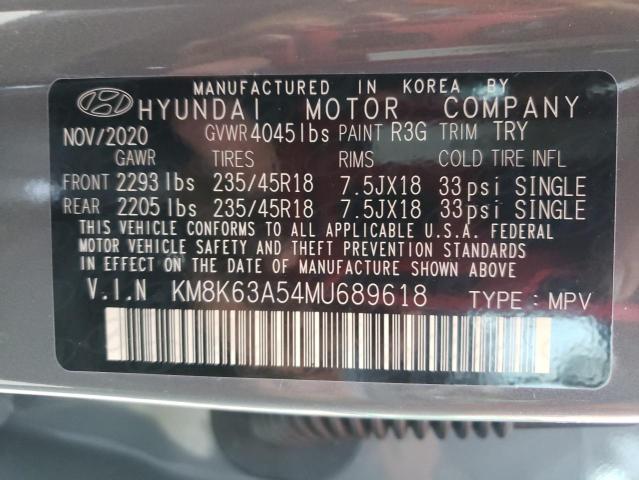 MANUFACTURED IN KOREA BY
HYUNDAI MOTOR COMPANY
NOV/2020 GVWR 4045lbs PAINT R3G TRIM TRY
GAWR TIRES RIMS COLD TIRE INFL
FRONT 2293lbs 235/45R18 7.5JX18 33psi SINGLE
REAR 2205lbs 235/45R18 7.5JX18 33psi SINGLE
THIS VEHICLE CONFORMS TO ALL APPLICABLE U.S.A. FEDERAL
MOTOR VEHICLE SAFETY AND THEFT PREVENTION STANDARDS
IN EFFECT ON THE DATE OF MANUFACTURE SHOWN ABOVE.
V.I.N KM8K63A54MU689618 TYPE : MPV